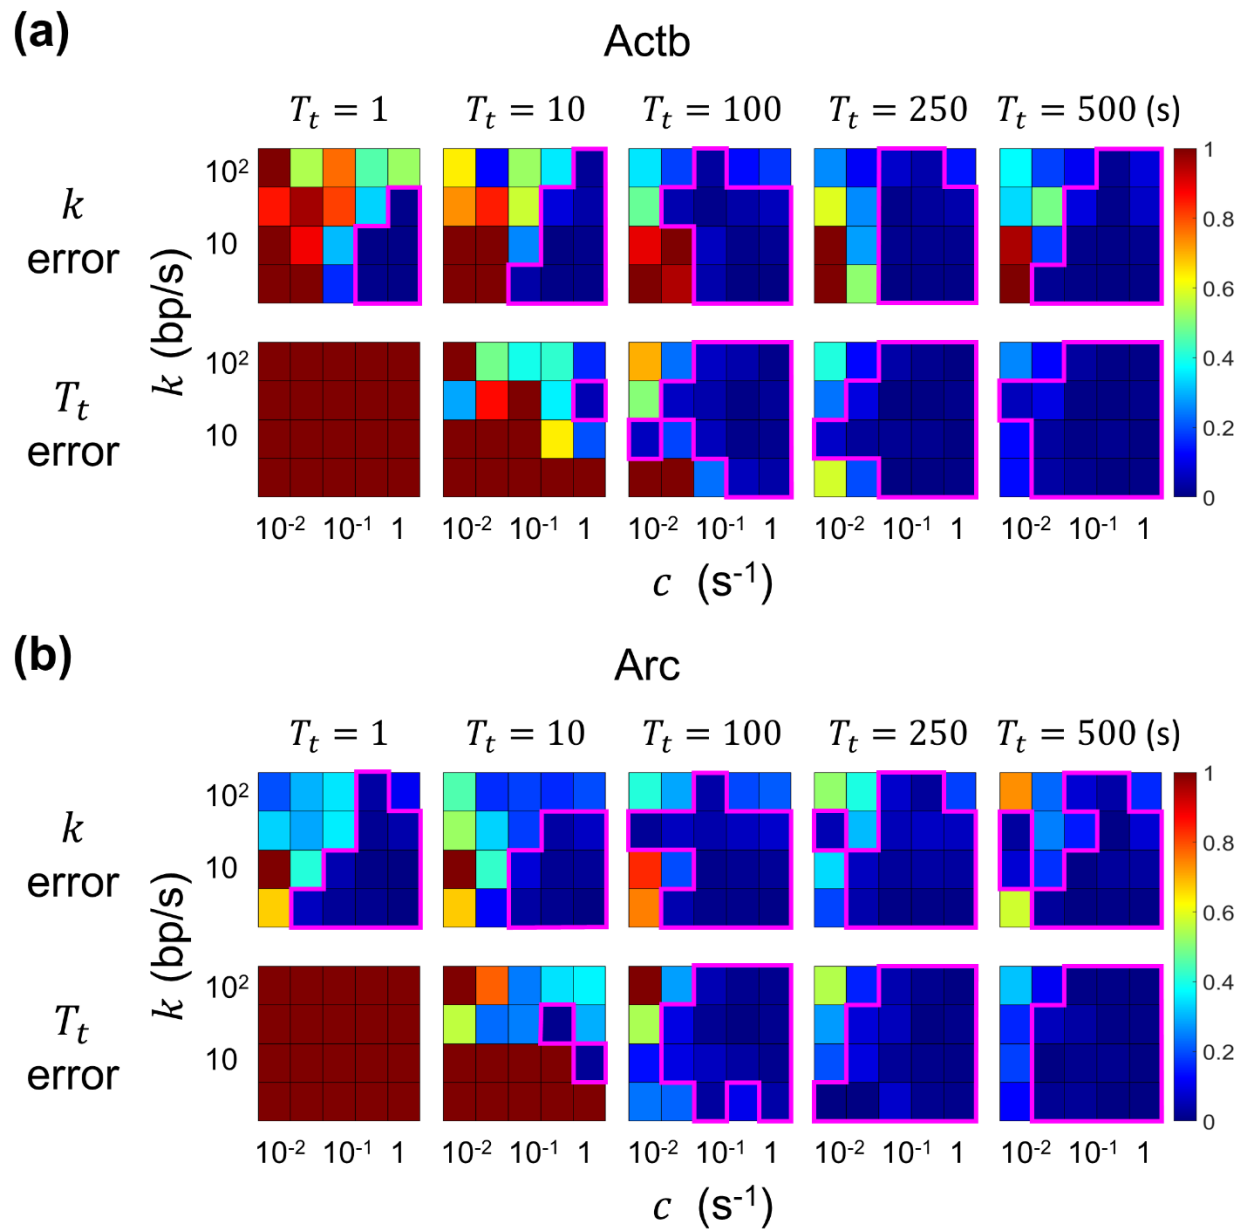 (a)
Actb
T_t = 1 T_t = 10 T_t = 100 T_t = 250 T_t = 500 (s)
k
error
T_t
error
k (bp/s)
10²
10
10²
10
1
0.8
0.6
0.4
0.2
0
10⁻² 10⁻¹ 1 10⁻² 10⁻¹ 1 10⁻² 10⁻¹ 1 10⁻² 10⁻¹ 1 10⁻² 10⁻¹ 1
c (s⁻¹)
(b)
Arc
T_t = 1 T_t = 10 T_t = 100 T_t = 250 T_t = 500 (s)
k
error
T_t
error
k (bp/s)
10²
10
10²
10
1
0.8
0.6
0.4
0.2
0
10⁻² 10⁻¹ 1 10⁻² 10⁻¹ 1 10⁻² 10⁻¹ 1 10⁻² 10⁻¹ 1 10⁻² 10⁻¹ 1
c (s⁻¹)